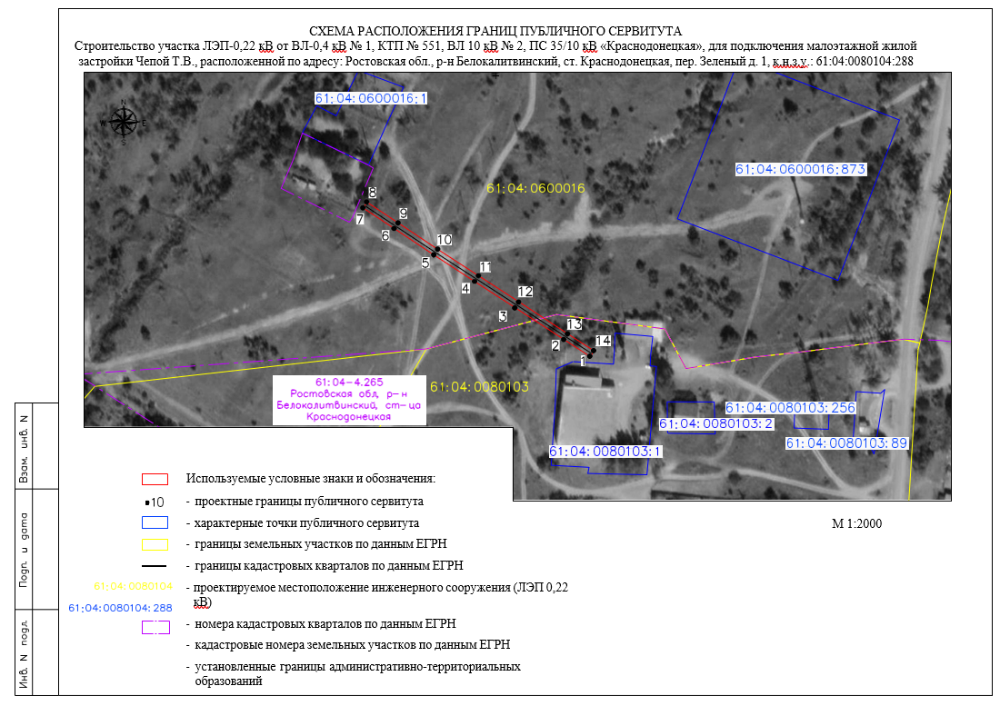 СХЕМА РАСПОЛОЖЕНИЯ ГРАНИЦ ПУБЛИЧНОГО СЕРВИТУТА
Строительство участка ЛЭП-0,22 кВ от ВЛ-0,4 кВ № 1, КТП № 551, ВЛ 10 кВ № 2, ПС 35/10 кВ «Краснодонецкая», для подключения малоэтажной жилой
застройки Чепой Т.В., расположенной по адресу: Ростовская обл., р-н Белокалитвинский, ст. Краснодонецкая, пер. Зеленый д. 1, к.н.з.у.: 61:04:0080104:288
61:04:0600016:1
N
W E
S
61:04:0600016:873
61:04:0600016
8
7
9
6
10
5
11
4
12
3
13
2
14
1
61:04-4.265
Ростовская обл, р-н
Белокалитвинский, ст-ца
Краснодонецкая
61:04:0080103
61:04:0080103:256
61:04:0080103:2
61:04:0080103:89
61:04:0080103:1
Используемые условные знаки и обозначения:
10 - проектные границы публичного сервитута
- характерные точки публичного сервитута
- границы земельных участков по данным ЕГРН
- границы кадастровых кварталов по данным ЕГРН
61:04:0080104 - проектируемое местоположение инженерного сооружения (ЛЭП 0,22
кВ)
61:04:0080104:288
- номера кадастровых кварталов по данным ЕГРН
- кадастровые номера земельных участков по данным ЕГРН
- установленные границы административно-территориальных
образований
М 1:2000
Взам. инв. N
Подп. и дата
Инв. N подл.